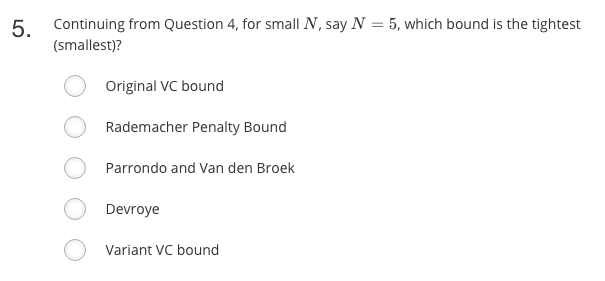 5. Continuing from Question 4, for small N, say N = 5, which bound is the tightest
(smallest)?
Original VC bound
Rademacher Penalty Bound
Parrondo and Van den Broek
Devroye
Variant VC bound